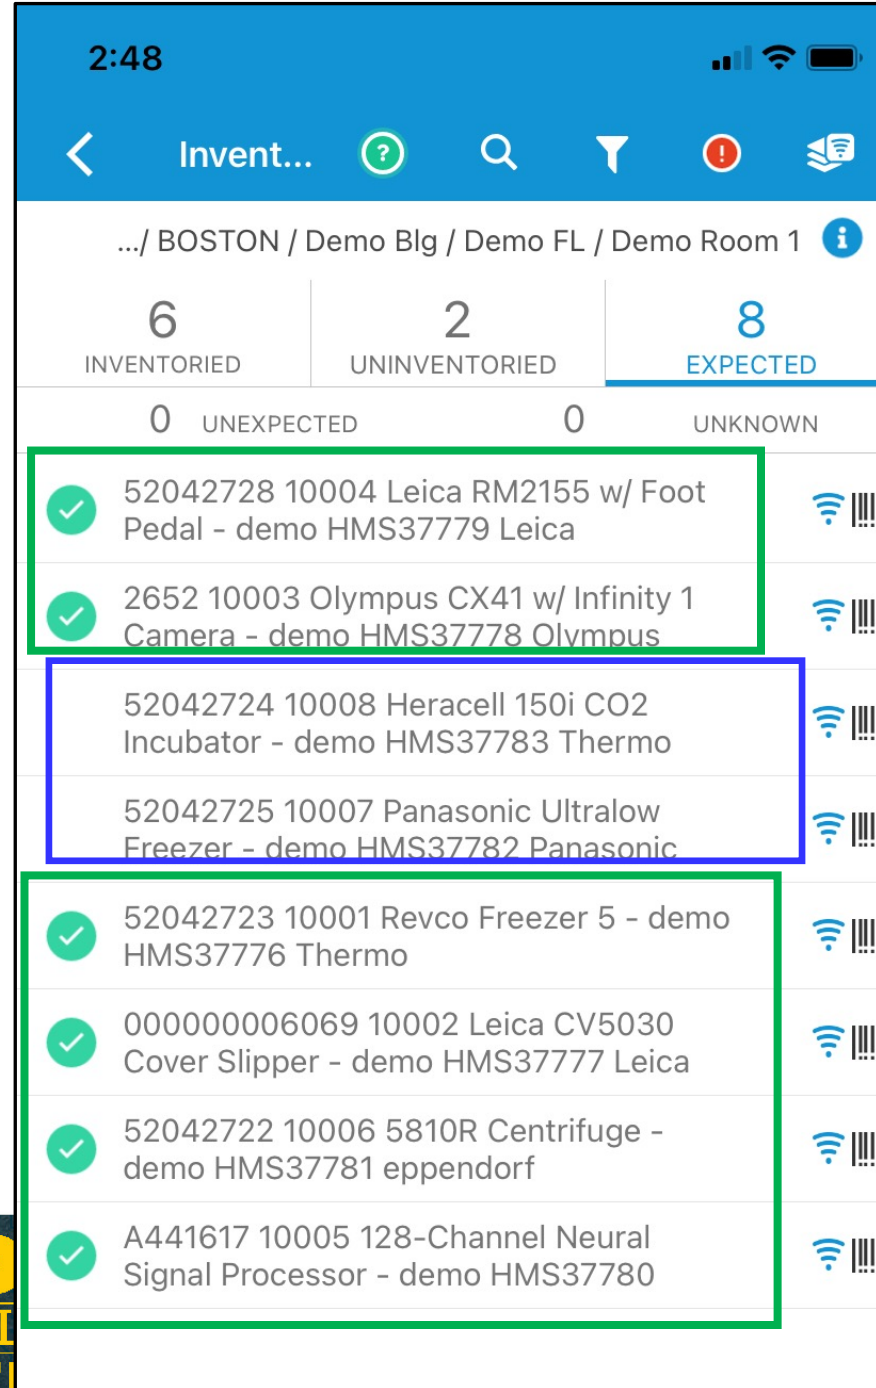 2:48
Invent...
.../ BOSTON / Demo Blg / Demo FL / Demo Room 1
6 2 8
INVENTORIED UNINVENTORIED EXPECTED
0 UNEXPECTED 0 UNKNOWN
52042728 10004 Leica RM2155 w/ Foot
Pedal - demo HMS37779 Leica
2652 10003 Olympus CX41 w/ Infinity 1
Camera - demo HMS37778 Olympus
52042724 10008 Heracell 150i CO2
Incubator - demo HMS37783 Thermo
52042725 10007 Panasonic Ultralow
Freezer - demo HMS37782 Panasonic
52042723 10001 Revco Freezer 5 - demo
HMS37776 Thermo
000000006069 10002 Leica CV5030
Cover Slipper - demo HMS37777 Leica
52042722 10006 5810R Centrifuge -
demo HMS37781 eppendorf
A441617 10005 128-Channel Neural
Signal Processor - demo HMS37780